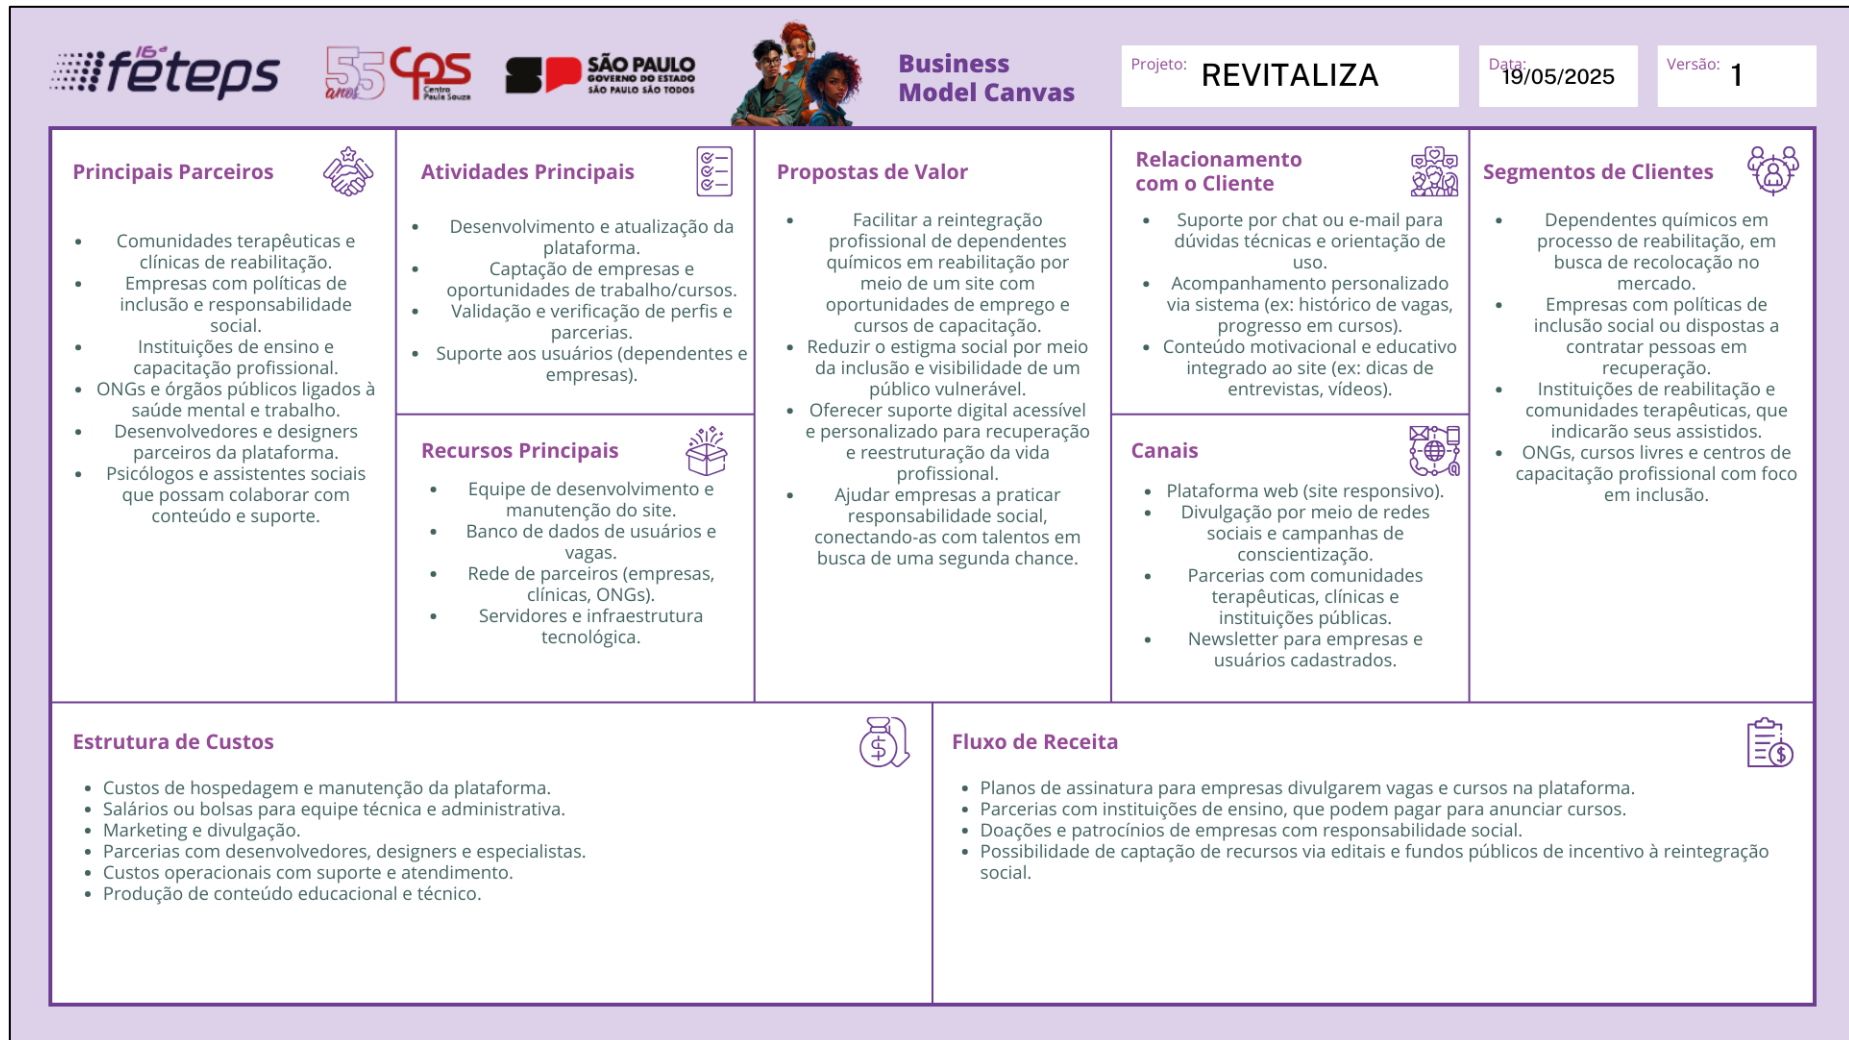 16ª
feteps
55
anos
CPS
Centro
Paula Souza
SÃO PAULO
GOVERNO DO ESTADO
SÃO PAULO SÃO TODOS
Business
Model Canvas
Projeto: REVITALIZA
Data: 19/05/2025
Versão: 1
Principais Parceiros
• Comunidades terapêuticas e
clínicas de reabilitação.
• Empresas com políticas de
inclusão e responsabilidade
social.
• Instituições de ensino e
capacitação profissional.
• ONGs e órgãos públicos ligados à
saúde mental e trabalho.
• Desenvolvedores e designers
parceiros da plataforma.
• Psicólogos e assistentes sociais
que possam colaborar com
conteúdo e suporte.
Atividades Principais
• Desenvolvimento e atualização da
plataforma.
• Captação de empresas e
oportunidades de trabalho/cursos.
• Validação e verificação de perfis e
parcerias.
• Suporte aos usuários (dependentes e
empresas).
Recursos Principais
• Equipe de desenvolvimento e
manutenção do site.
• Banco de dados de usuários e
vagas.
• Rede de parceiros (empresas,
clínicas, ONGs).
• Servidores e infraestrutura
tecnológica.
Propostas de Valor
• Facilitar a reintegração
profissional de dependentes
químicos em reabilitação por
meio de um site com
oportunidades de emprego e
cursos de capacitação.
• Reduzir o estigma social por meio
da inclusão e visibilidade de um
público vulnerável.
• Oferecer suporte digital acessível
e personalizado para recuperação
e reestruturação da vida
profissional.
• Ajudar empresas a praticar
responsabilidade social,
conectando-as com talentos em
busca de uma segunda chance.
Relacionamento
com o Cliente
• Suporte por chat ou e-mail para
dúvidas técnicas e orientação de
uso.
• Acompanhamento personalizado
via sistema (ex: histórico de vagas,
progresso em cursos).
• Conteúdo motivacional e educativo
integrado ao site (ex: dicas de
entrevistas, vídeos).
Canais
• Plataforma web (site responsivo).
• Divulgação por meio de redes
sociais e campanhas de
conscientização.
• Parcerias com comunidades
terapêuticas, clínicas e
instituições públicas.
• Newsletter para empresas e
usuários cadastrados.
Segmentos de Clientes
• Dependentes químicos em
processo de reabilitação, em
busca de recolocação no
mercado.
• Empresas com políticas de
inclusão social ou dispostas a
contratar pessoas em
recuperação.
• Instituições de reabilitação e
comunidades terapêuticas, que
indicarão seus assistidos.
• ONGs, cursos livres e centros de
capacitação profissional com foco
em inclusão.
Estrutura de Custos
• Custos de hospedagem e manutenção da plataforma.
• Salários ou bolsas para equipe técnica e administrativa.
• Marketing e divulgação.
• Parcerias com desenvolvedores, designers e especialistas.
• Custos operacionais com suporte e atendimento.
• Produção de conteúdo educacional e técnico.
Fluxo de Receita
• Planos de assinatura para empresas divulgarem vagas e cursos na plataforma.
• Parcerias com instituições de ensino, que podem pagar para anunciar cursos.
• Doações e patrocínios de empresas com responsabilidade social.
• Possibilidade de captação de recursos via editais e fundos públicos de incentivo à reintegração
social.